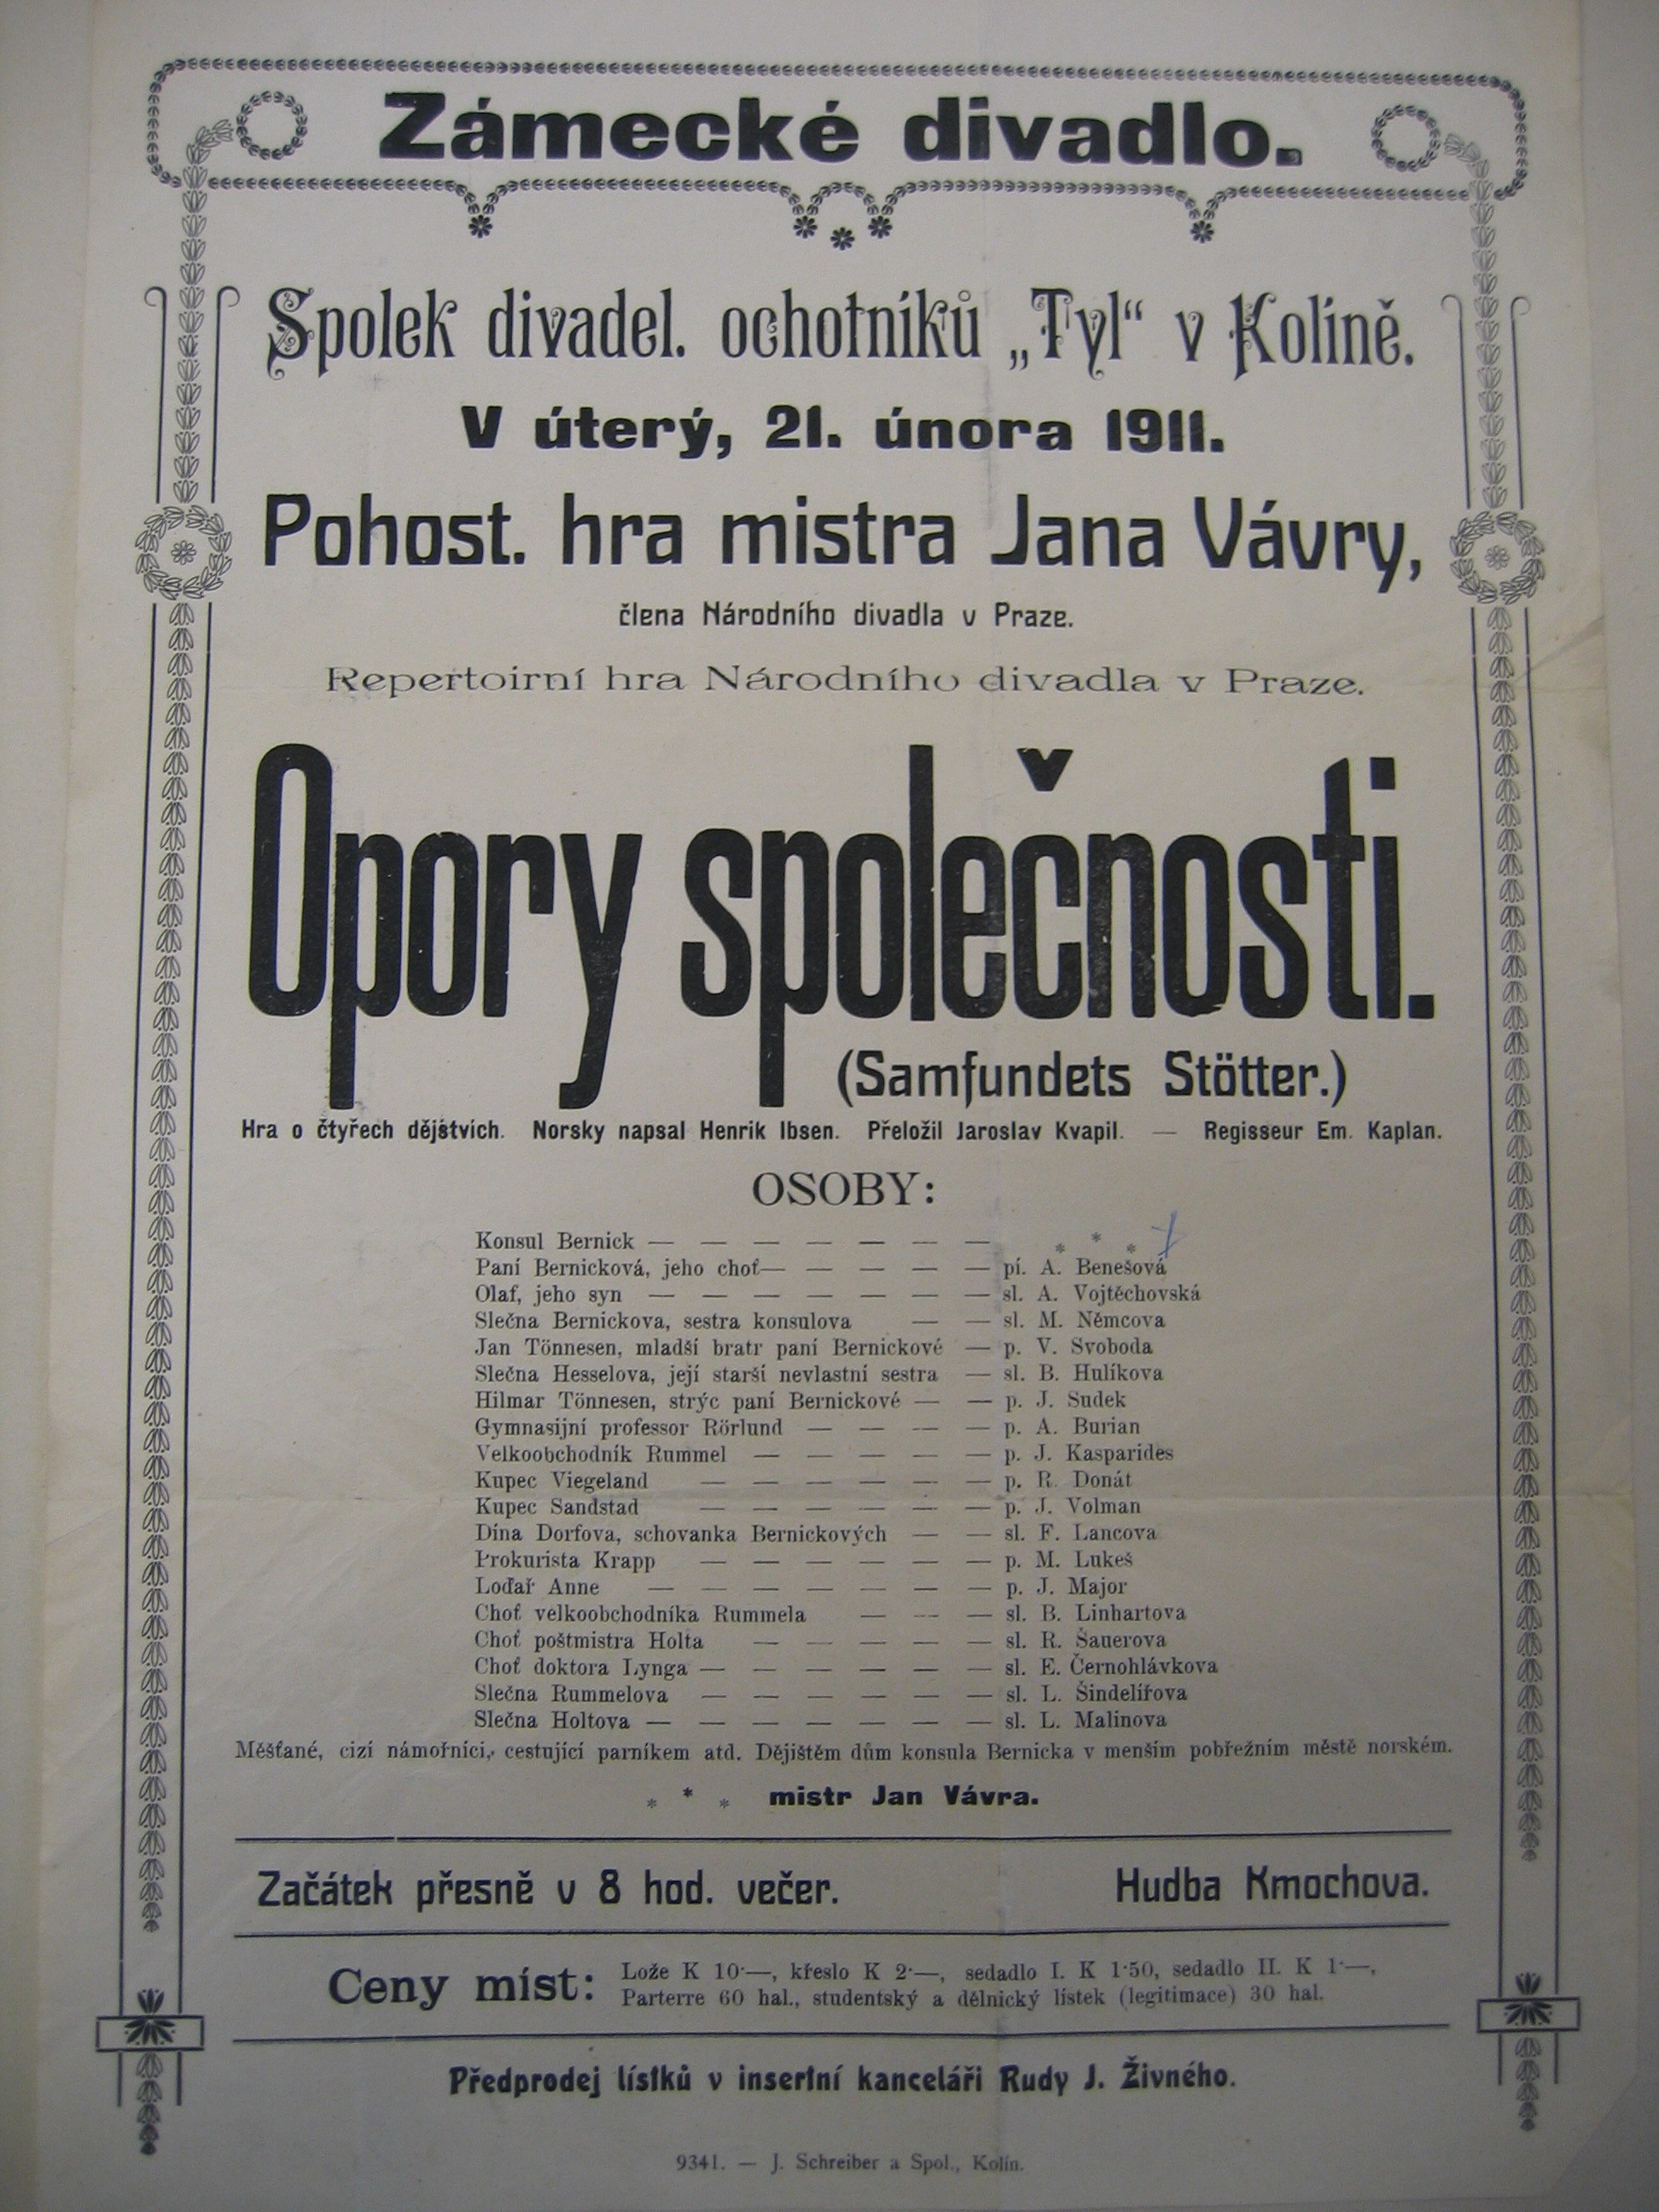 Zámecké divadlo.
Spolek divadel. ochotníků „Tyl“ v Kolíně.
V úterý, 21. února 1911.
Pohost. hra mistra Jana Vávry,
člena Národního divadla v Praze.
Repertoirní hra Národního divadla v Praze.
Opory společnosti.
(Samfundets Stötter.)
Hra o čtyřech dějstvích. Norsky napsal Henrik Ibsen. Přeložil Jaroslav Kvapil. — Regisseur Em. Kaplan.
OSOBY:
Konsul Bernick — — — — — — — * * *
Paní Bernicková, jeho choť — — — — — pí. A. Benešová
Olaf, jeho syn — — — — — — — sl. A. Vojtěchovská
Slečna Bernickova, sestra konsulova — — sl. M. Němcova
Jan Tönnesen, mladší bratr paní Bernickové — p. V. Svoboda
Slečna Hesselova, její starší nevlastní sestra — sl. B. Hulíkova
Hilmar Tönnesen, strýc paní Bernickové — — p. J. Sudek
Gymnasijní professor Rörlund — — — — p. A. Burian
Velkoobchodník Rummel — — — — — p. J. Kasparides
Kupec Viegeland — — — — — — p. R. Donát
Kupec Sandstad — — — — — — p. J. Volman
Dína Dorfova, schovanka Bernickových — — sl. F. Lancova
Prokurista Krapp — — — — — — p. M. Lukeš
Loďař Anne — — — — — — — p. J. Major
Choť velkoobchodníka Rummela — — — sl. B. Linhartova
Choť poštmistra Holta — — — — — sl. R. Šauerova
Choť doktora Lynga — — — — — — sl. E. Černohlávkova
Slečna Rummelova — — — — — — sl. L. Šindelířova
Slečna Holtova — — — — — — — sl. L. Malinova
Měšťané, cizí námořníci, cestující parníkem atd. Dějištěm dům konsula Bernicka v menším pobřežním městě norském.
* * * mistr Jan Vávra.
Začátek přesně v 8 hod. večer. Hudba Kmochova.
Ceny míst: Lože K 10·—, křeslo K 2·—, sedadlo I. K 1·50, sedadlo II. K 1·—,
Parterre 60 hal., studentský a dělnický lístek (legitimace) 30 hal.
Předprodej lístků v insertní kanceláři Rudy J. Živného.
9341. — J. Schreiber a Spol., Kolín.